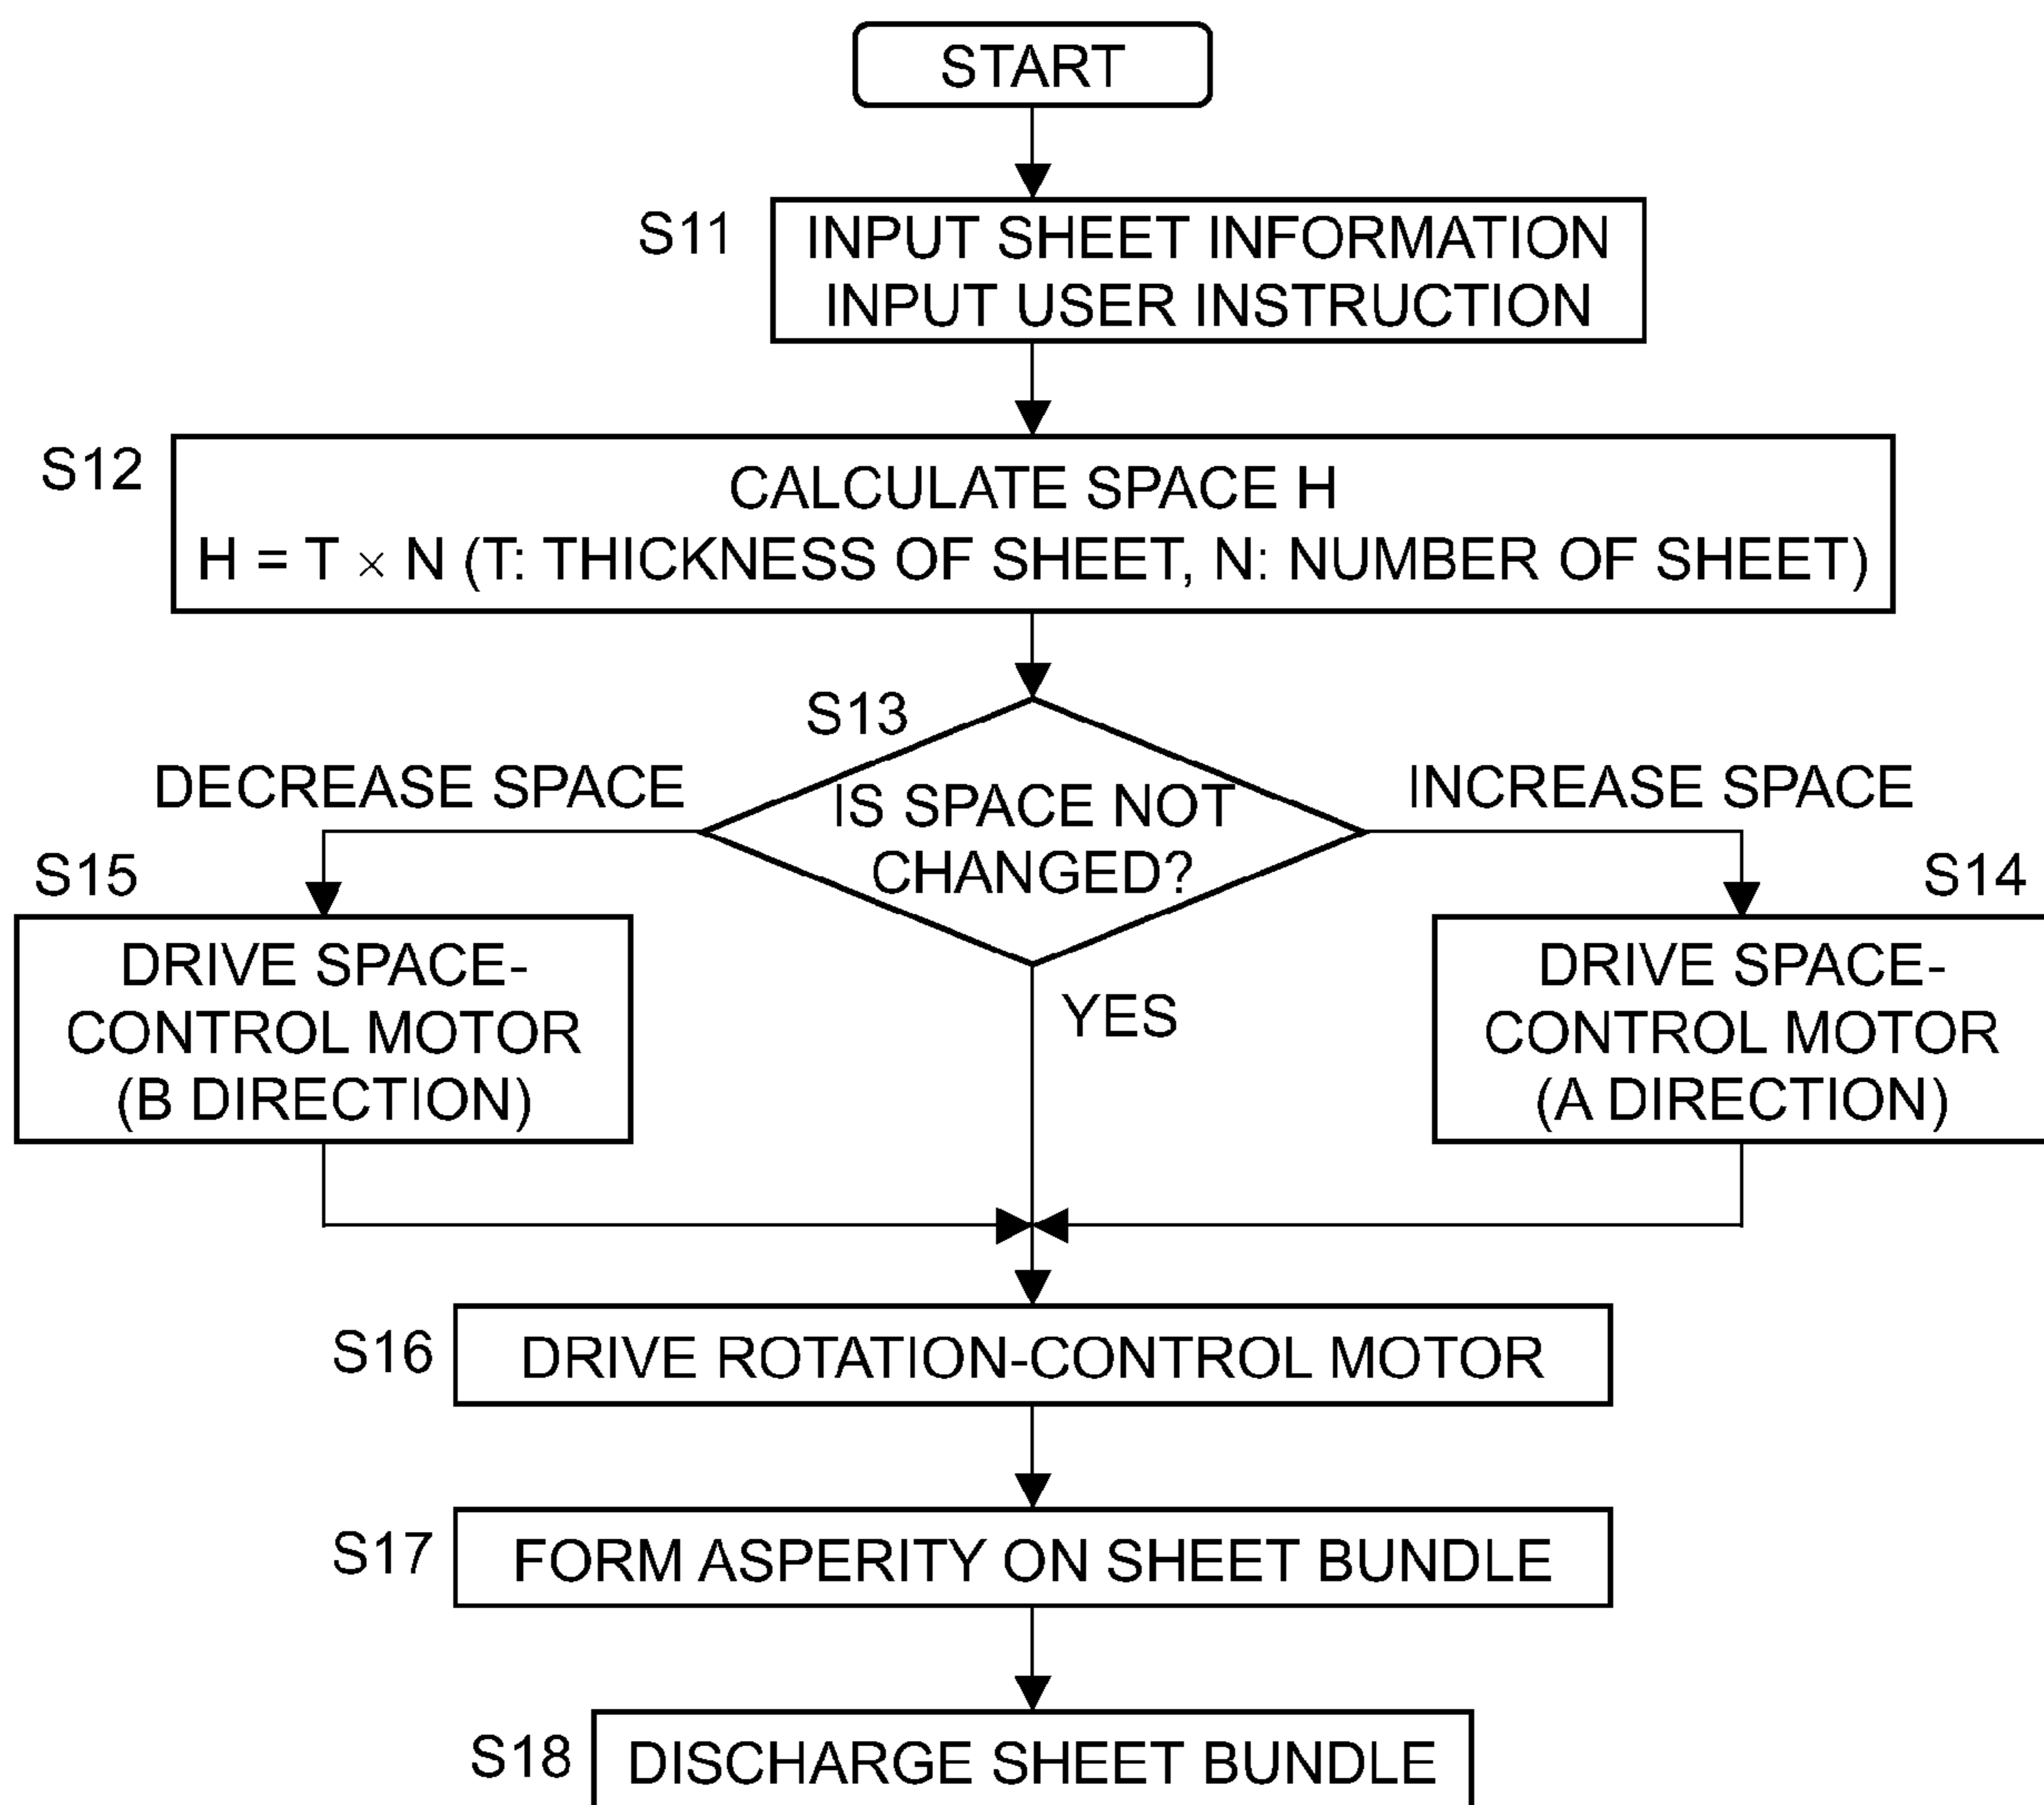 START
S11
INPUT SHEET INFORMATION
INPUT USER INSTRUCTION
S12
CALCULATE SPACE H
H = T × N (T: THICKNESS OF SHEET, N: NUMBER OF SHEET)
S13
IS SPACE NOT
CHANGED?
DECREASE SPACE
INCREASE SPACE
YES
S15
DRIVE SPACE-
CONTROL MOTOR
(B DIRECTION)
S14
DRIVE SPACE-
CONTROL MOTOR
(A DIRECTION)
S16
DRIVE ROTATION-CONTROL MOTOR
S17
FORM ASPERITY ON SHEET BUNDLE
S18
DISCHARGE SHEET BUNDLE